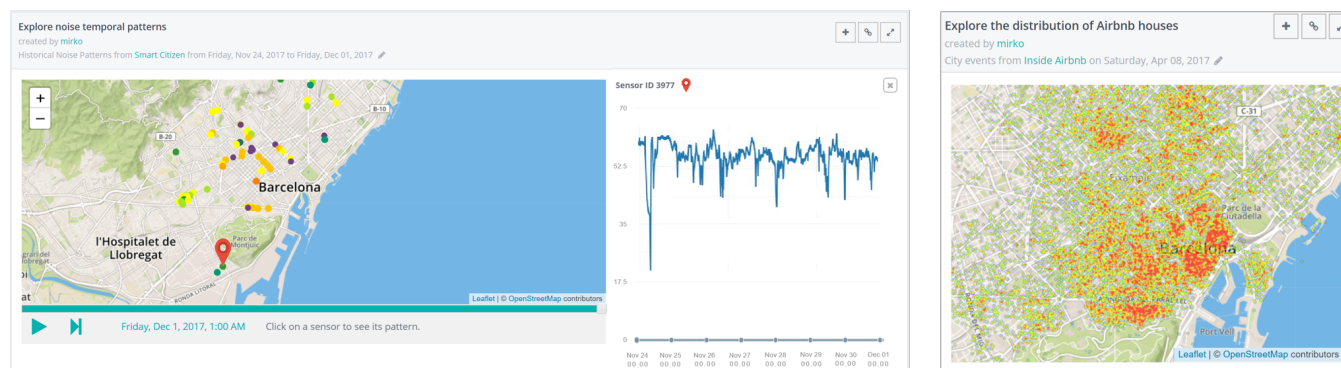 Explore noise temporal patterns
created by mirko
Historical Noise Patterns from Smart Citizen from Friday, Nov 24, 2017 to Friday, Dec 01, 2017
+
−
B-10
B-20
Barcelona
l'Hospitalet de
Llobregat
Parc de
Montjuïc
RONDA LITORAL
at
Leaflet | © OpenStreetMap contributors
Friday, Dec 1, 2017, 1:00 AM Click on a sensor to see its pattern.
Sensor ID 3977
70
52.5
35
17.5
0
Nov 24 Nov 25 Nov 26 Nov 27 Nov 28 Nov 29 Nov 30 Dec 01
00:00 00:00 00:00 00:00 00:00 00:00 00:00 00:00
Explore the distribution of Airbnb houses
created by mirko
City events from Inside Airbnb on Saturday, Apr 08, 2017
C-31
Eixample
Parc de la
Ciutadella
Barcelona
Port Vell
Leaflet | © OpenStreetMap contributors